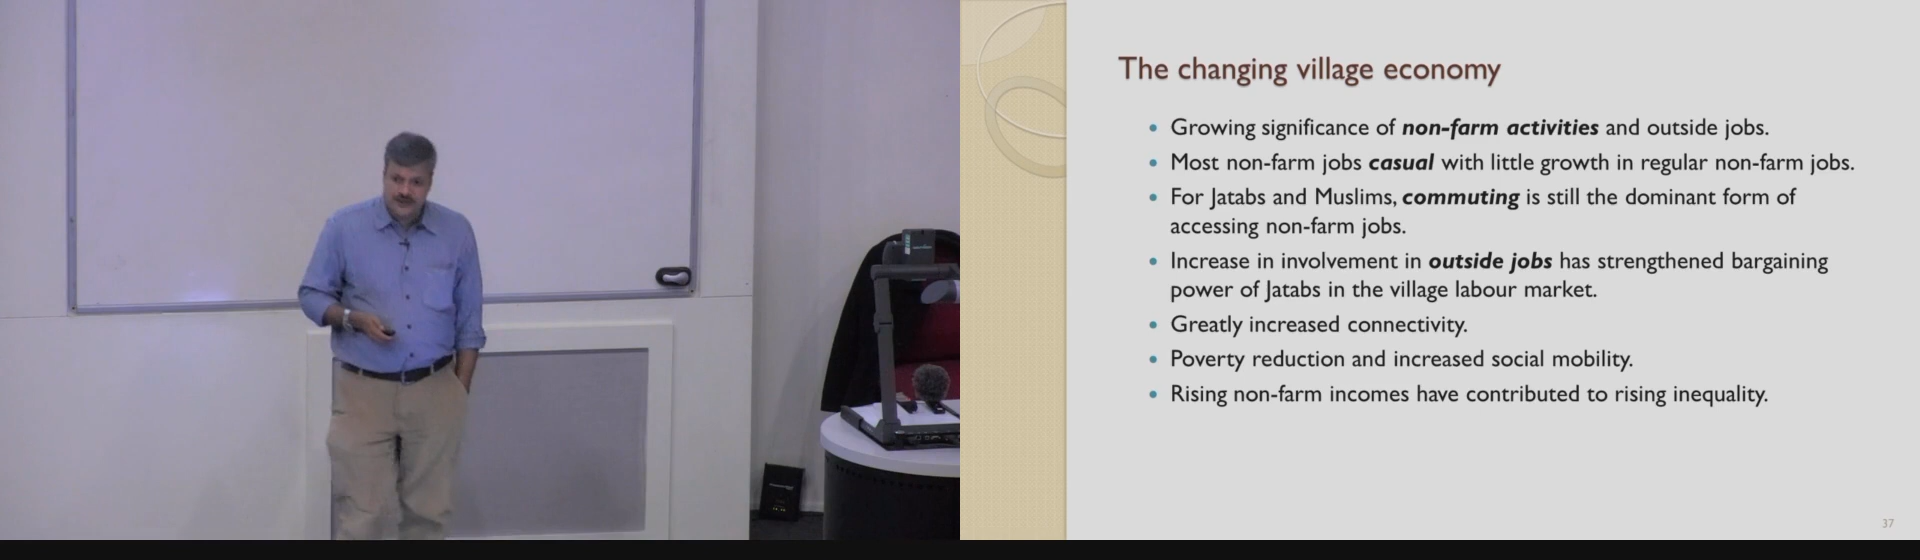 The changing village economy
Growing significance of non-farm activities and outside jobs.
Most non-farm jobs casual with little growth in regular non-farm jobs.
For Jatabs and Muslims, commuting is still the dominant form of
accessing non-farm jobs.
Increase in involvement in outside jobs has strengthened bargaining
power of Jatabs in the village labour market.
Greatly increased connectivity.
Poverty reduction and increased social mobility.
Rising non-farm incomes have contributed to rising inequality.
37